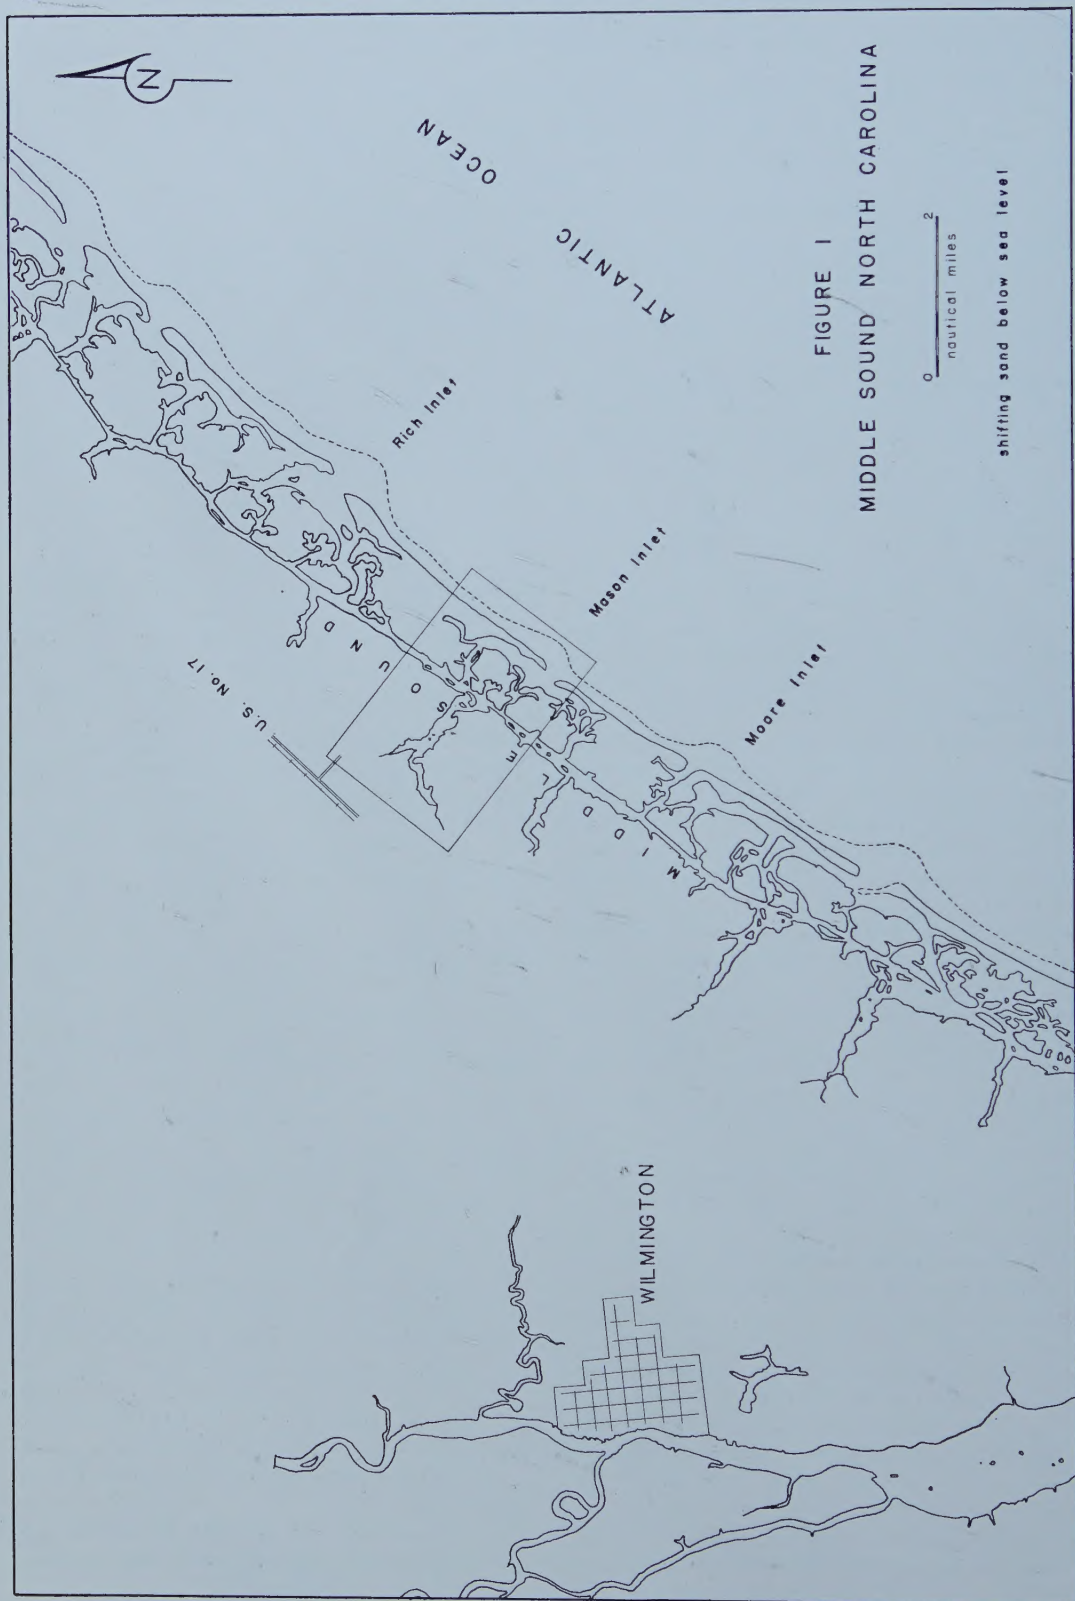 N
ATLANTIC OCEAN
Rich Inlet
Mason Inlet
Moore Inlet
U.S. No. 17
MIDDLE SOUND
WILMINGTON
FIGURE 1
MIDDLE SOUND NORTH CAROLINA
0 2
nautical miles
shifting sand below sea level